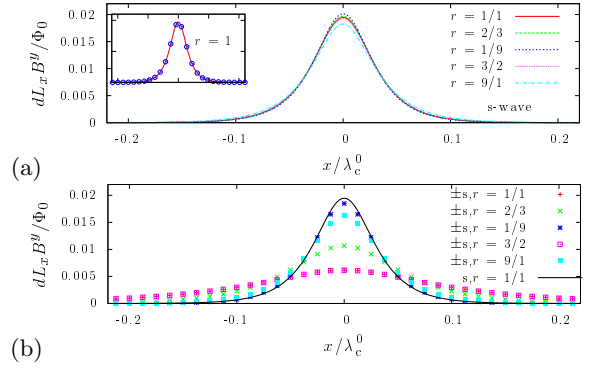 0.02
0.015
0.01
0.005
0
dL_xB^y/Φ_0
r = 1
r = 1/1
r = 2/3
r = 1/9
r = 3/2
r = 9/1
s-wave
-0.2 -0.1 0 0.1 0.2
x/λ_c^0
(a)
0.02
0.015
0.01
0.005
0
dL_xB^y/Φ_0
±s,r = 1/1
±s,r = 2/3
±s,r = 1/9
±s,r = 3/2
±s,r = 9/1
s,r = 1/1
-0.2 -0.1 0 0.1 0.2
x/λ_c^0
(b)